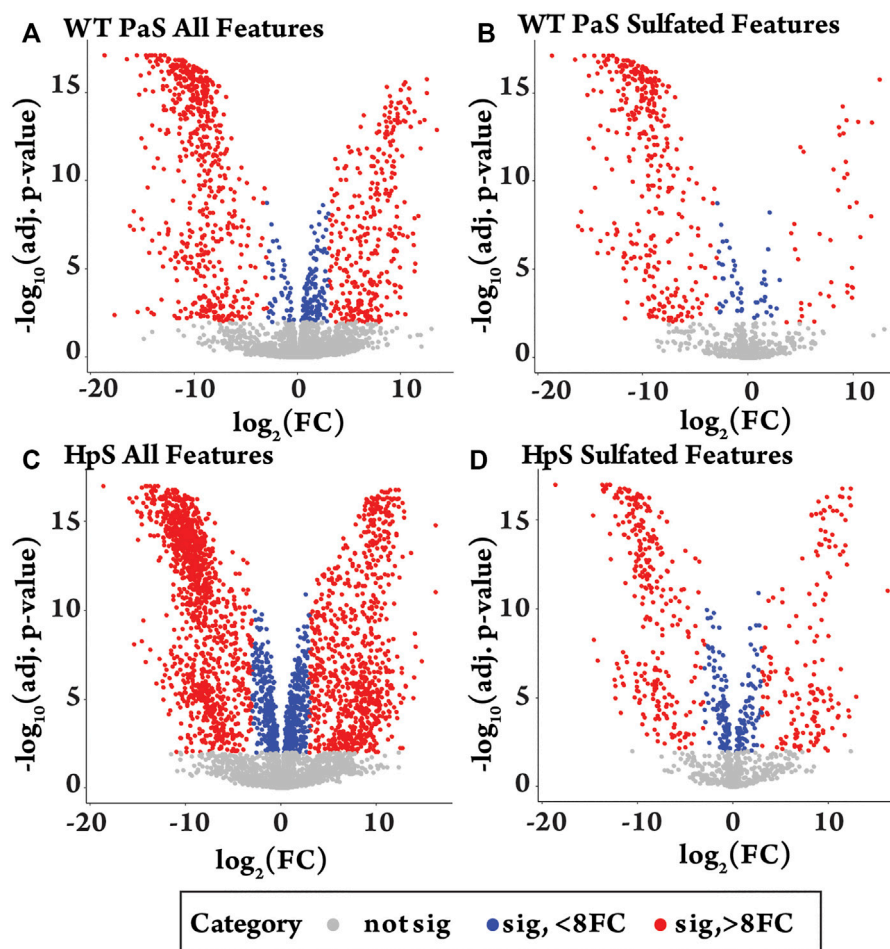 A WT PaS All Features
-log10(adj. p-value)
15
10
5
0
-20 -10 0 10
log2(FC)
B WT PaS Sulfated Features
-log10(adj. p-value)
15
10
5
0
-20 -10 0 10
log2(FC)
C HpS All Features
-log10(adj. p-value)
15
10
5
0
-20 -10 0 10
log2(FC)
D HpS Sulfated Features
-log10(adj. p-value)
15
10
5
0
-20 -10 0 10
log2(FC)
Category not sig sig, <8FC sig,>8FC